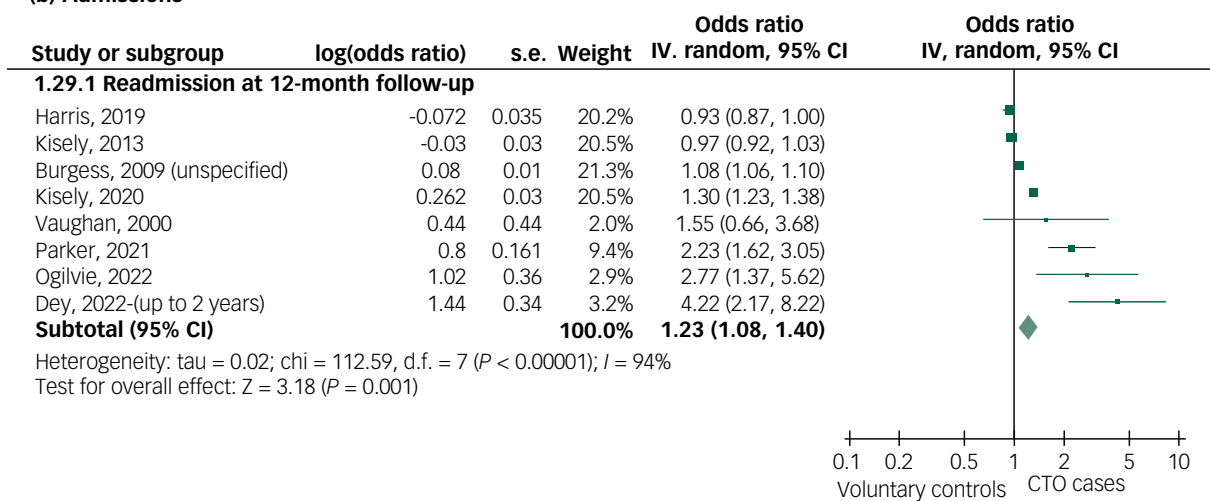 (b) Admissions
Odds ratio Odds ratio
Study or subgroup log(odds ratio) s.e. Weight IV. random, 95% CI IV, random, 95% CI
1.29.1 Readmission at 12-month follow-up
Harris, 2019 -0.072 0.035 20.2% 0.93 (0.87, 1.00)
Kisely, 2013 -0.03 0.03 20.5% 0.97 (0.92, 1.03)
Burgess, 2009 (unspecified) 0.08 0.01 21.3% 1.08 (1.06, 1.10)
Kisely, 2020 0.262 0.03 20.5% 1.30 (1.23, 1.38)
Vaughan, 2000 0.44 0.44 2.0% 1.55 (0.66, 3.68)
Parker, 2021 0.8 0.161 9.4% 2.23 (1.62, 3.05)
Ogilvie, 2022 1.02 0.36 2.9% 2.77 (1.37, 5.62)
Dey, 2022-(up to 2 years) 1.44 0.34 3.2% 4.22 (2.17, 8.22)
Subtotal (95% CI) 100.0% 1.23 (1.08, 1.40)
Heterogeneity: tau = 0.02; chi = 112.59, d.f. = 7 (P < 0.00001); I = 94%
Test for overall effect: Z = 3.18 (P = 0.001)
0.1 0.2 0.5 1 2 5 10
Voluntary controls CTO cases